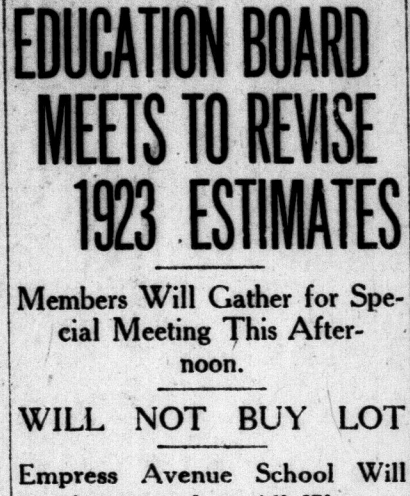 EDUCATION BOARD
MEETS TO REVISE
1923 ESTIMATES
Members Will Gather for Spe-
cial Meeting This After-
noon.
WILL NOT BUY LOT
Empress Avenue School Will